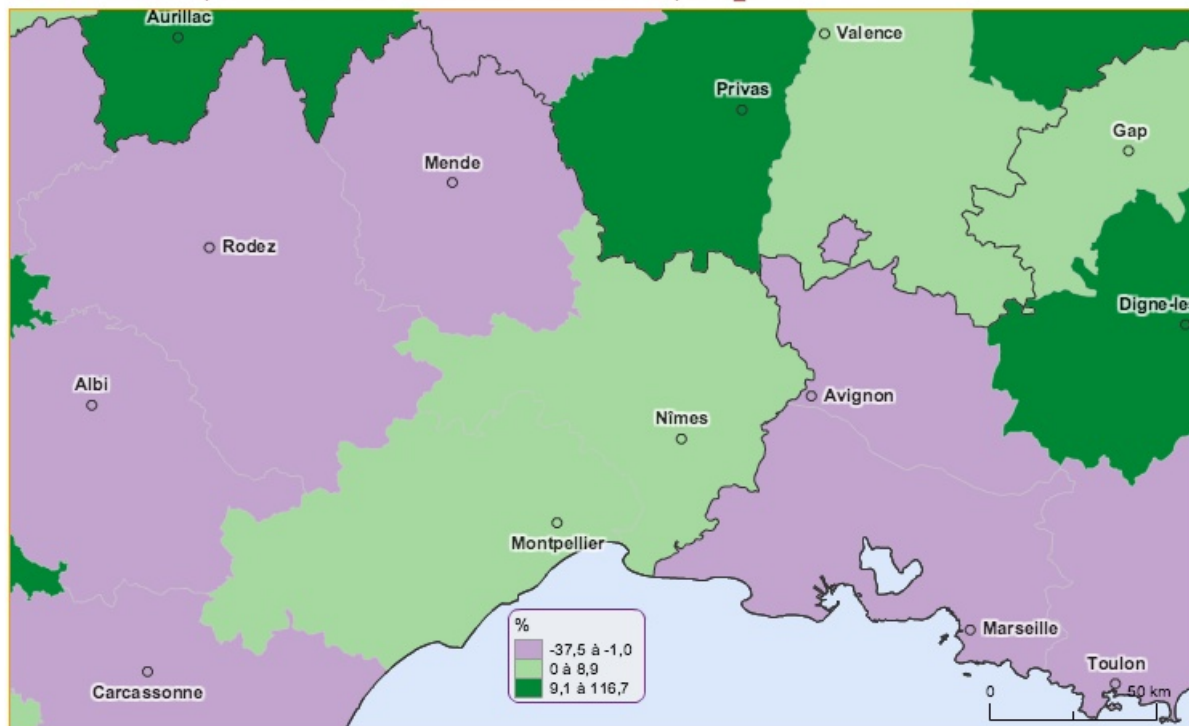 Aurillac
Valence
Privas
Gap
Mende
Rodez
Digne-les
Albi
Avignon
Nîmes
Montpellier
%
-37,5 à -1,0
0 à 8,9
9,1 à 116,7
Marseille
Carcassonne
Toulon
0 50 km